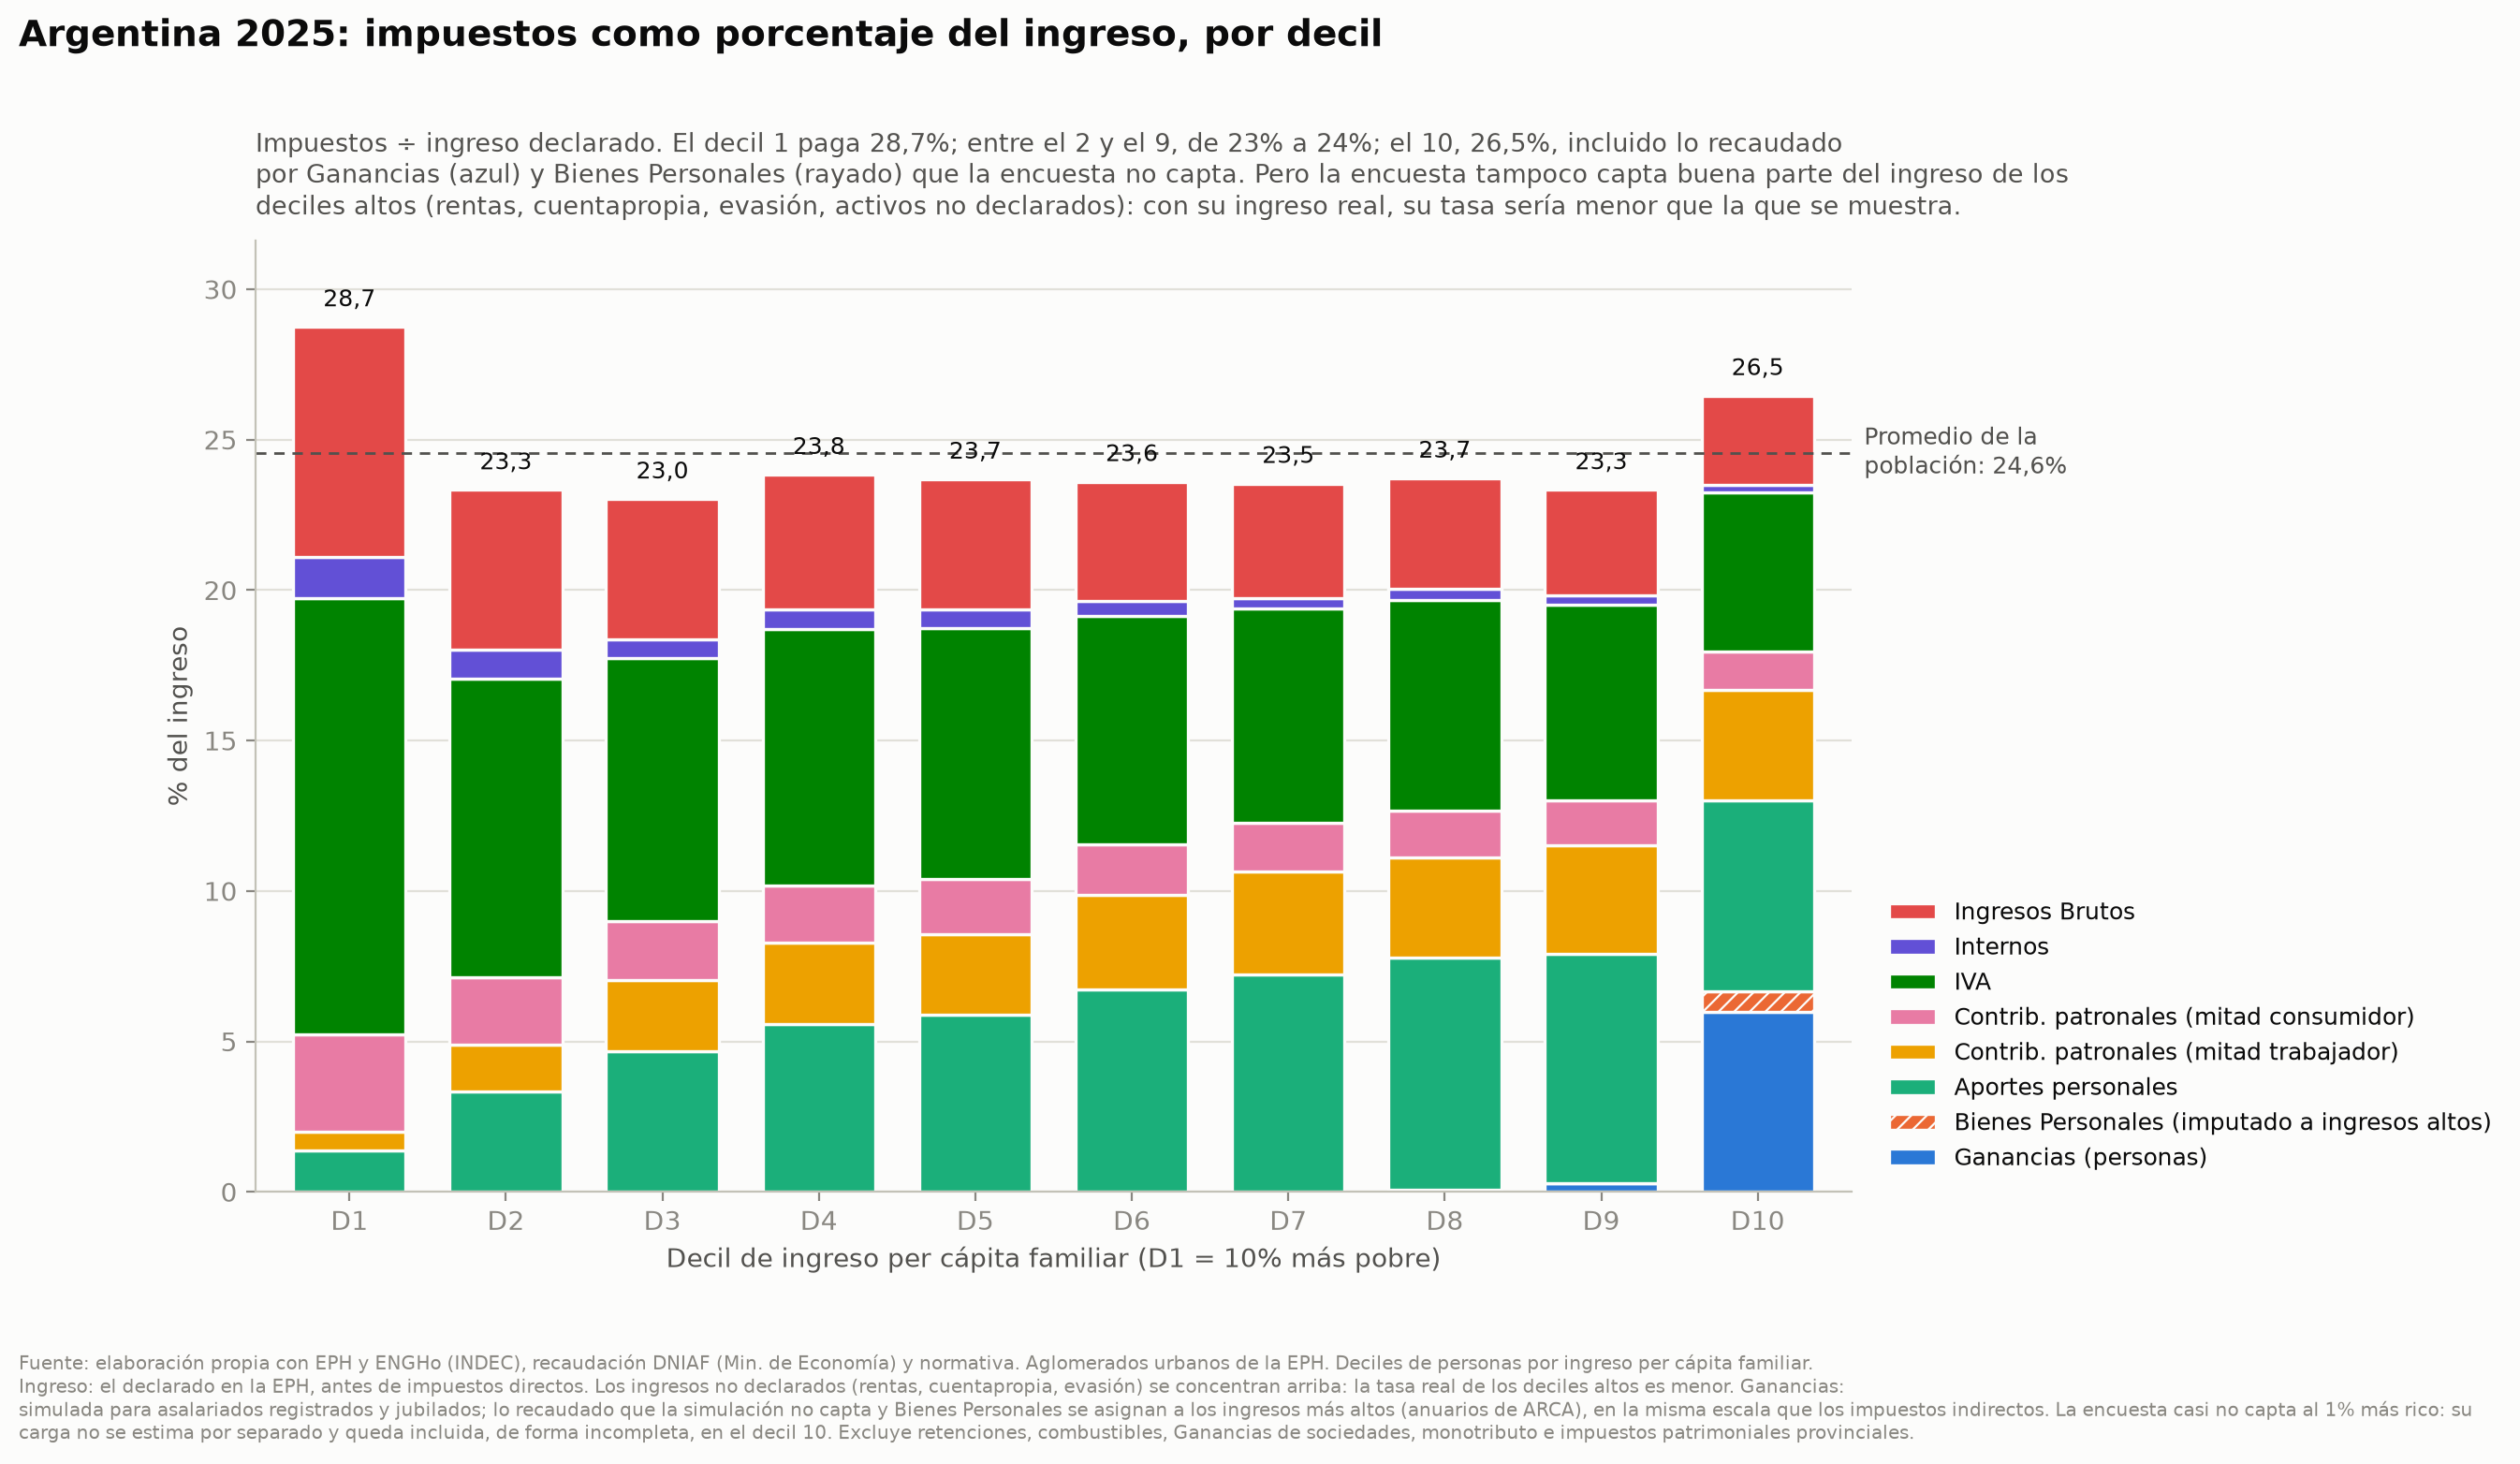 Argentina 2025: impuestos como porcentaje del ingreso, por decil
Impuestos ÷ ingreso declarado. El decil 1 paga 28,7%; entre el 2 y el 9, de 23% a 24%; el 10, 26,5%, incluido lo recaudado
por Ganancias (azul) y Bienes Personales (rayado) que la encuesta no capta. Pero la encuesta tampoco capta buena parte del ingreso de los
deciles altos (rentas, cuentapropia, evasión, activos no declarados): con su ingreso real, su tasa sería menor que la que se muestra.
% del ingreso
30
25
20
15
10
5
0
28,7
23,3
23,0
23,8
23,7
23,6
23,5
23,7
23,3
26,5
Promedio de la
población: 24,6%
Ingresos Brutos
Internos
IVA
Contrib. patronales (mitad consumidor)
Contrib. patronales (mitad trabajador)
Aportes personales
Bienes Personales (imputado a ingresos altos)
Ganancias (personas)
D1 D2 D3 D4 D5 D6 D7 D8 D9 D10
Decil de ingreso per cápita familiar (D1 = 10% más pobre)
Fuente: elaboración propia con EPH y ENGHo (INDEC), recaudación DNIAF (Min. de Economía) y normativa. Aglomerados urbanos de la EPH. Deciles de personas por ingreso per cápita familiar.
Ingreso: el declarado en la EPH, antes de impuestos directos. Los ingresos no declarados (rentas, cuentapropia, evasión) se concentran arriba: la tasa real de los deciles altos es menor. Ganancias:
simulada para asalariados registrados y jubilados; lo recaudado que la simulación no capta y Bienes Personales se asignan a los ingresos más altos (anuarios de ARCA), en la misma escala que los impuestos indirectos. La encuesta casi no capta al 1% más rico: su
carga no se estima por separado y queda incluida, de forma incompleta, en el decil 10. Excluye retenciones, combustibles, Ganancias de sociedades, monotributo e impuestos patrimoniales provinciales.